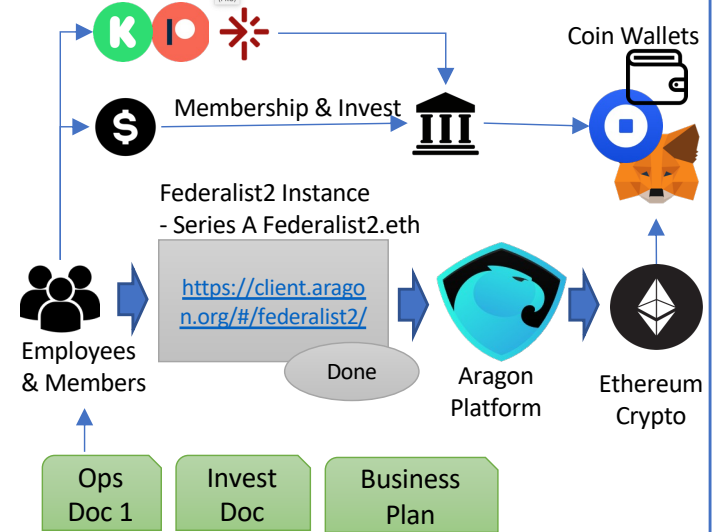 Coin Wallets
Membership & Invest
Federalist2 Instance
- Series A Federalist2.eth
https://client.arago
n.org/#/federalist2/
Done
Employees
& Members
Aragon
Platform
Ethereum
Crypto
Ops
Doc 1
Invest
Doc
Business
Plan